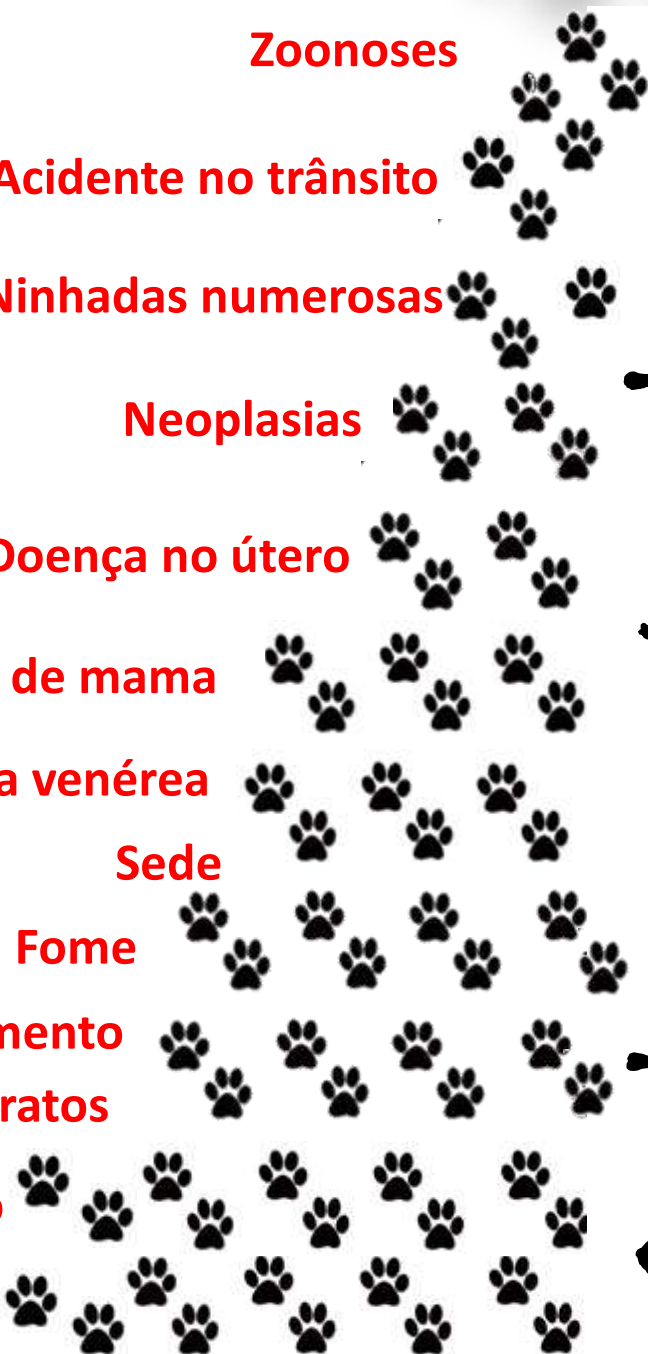 Zoonoses
Acidente no trânsito
Ninhadas numerosas
Neoplasias
Doença no útero
de mama
a venérea
Sede
Fome
mento
ratos